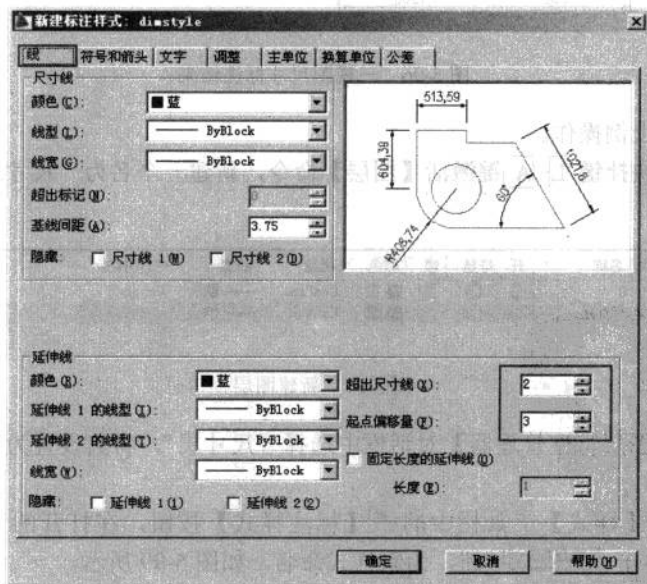 新建标注样式: dimstyle
线 符号和箭头 文字 调整 主单位 换算单位 公差
尺寸线
颜色(C): 蓝
线型(L): ByBlock
线宽(G): ByBlock
超出标记(N): 0
基线间距(A): 3.75
隐藏: 尺寸线 1(M) 尺寸线 2(D)
513,59
604,39
1021,8
60°
R408,74
延伸线
颜色(R): 蓝
延伸线 1 的线型(I): ByBlock
延伸线 2 的线型(T): ByBlock
线宽(W): ByBlock
隐藏: 延伸线 1(1) 延伸线 2(2)
超出尺寸线(X): 2
起点偏移量(F): 3
固定长度的延伸线(O)
长度(E): 1
确定 取消 帮助(H)